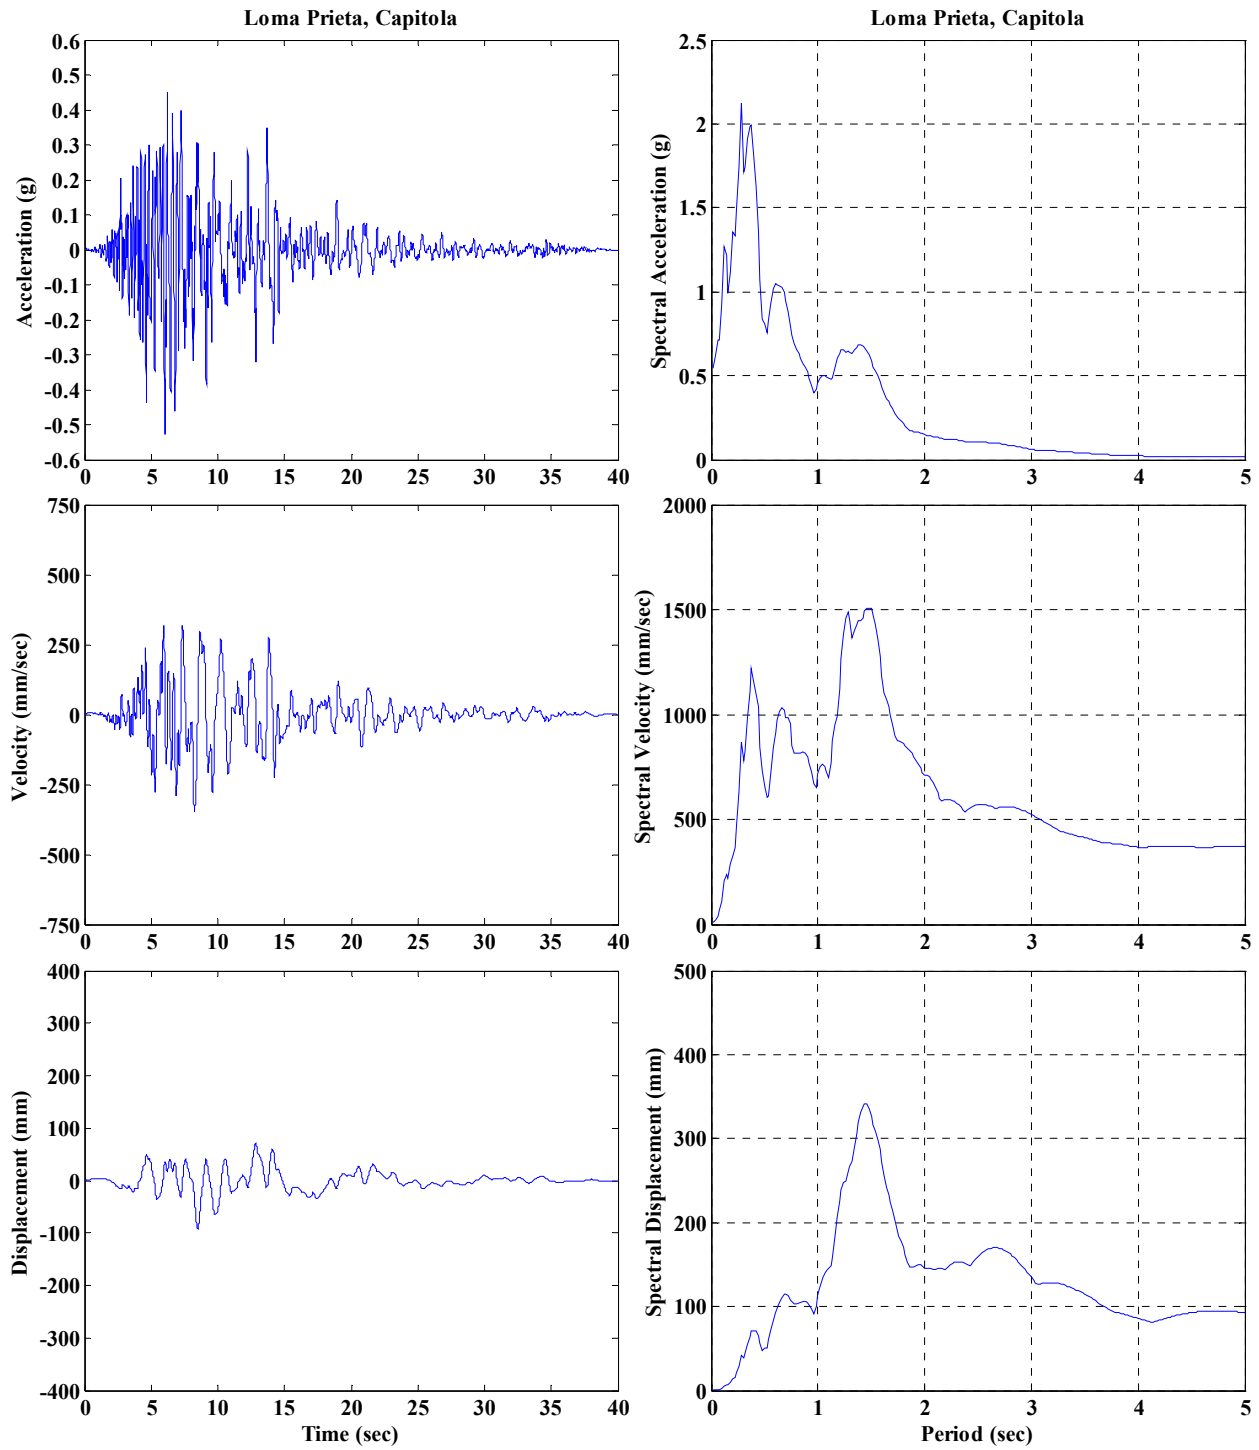 Loma Prieta, Capitola
Acceleration (g)
0.6
0.5
0.4
0.3
0.2
0.1
0
-0.1
-0.2
-0.3
-0.4
-0.5
-0.6
0 5 10 15 20 25 30 35 40
Loma Prieta, Capitola
Spectral Acceleration (g)
2.5
2
1.5
1
0.5
0
0 1 2 3 4 5
Velocity (mm/sec)
750
500
250
0
-250
-500
-750
0 5 10 15 20 25 30 35 40
Spectral Velocity (mm/sec)
2000
1500
1000
500
0
0 1 2 3 4 5
Displacement (mm)
400
300
200
100
0
-100
-200
-300
-400
0 5 10 15 20 25 30 35 40
Time (sec)
Spectral Displacement (mm)
500
400
300
200
100
0
0 1 2 3 4 5
Period (sec)